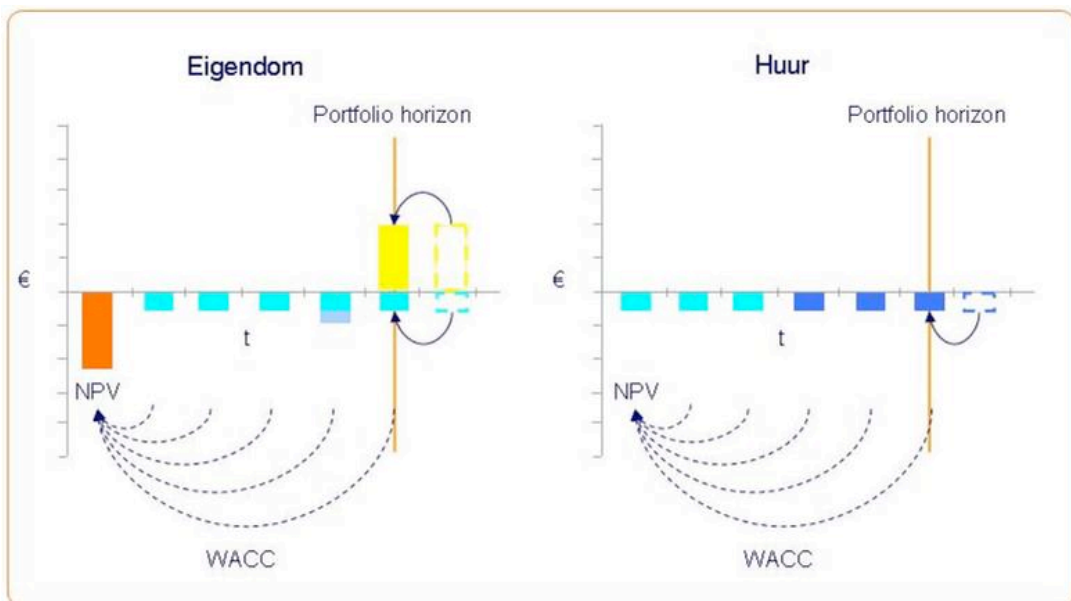 Eigendom
Portfolio horizon
€
t
NPV
WACC
Huur
Portfolio horizon
€
t
NPV
WACC